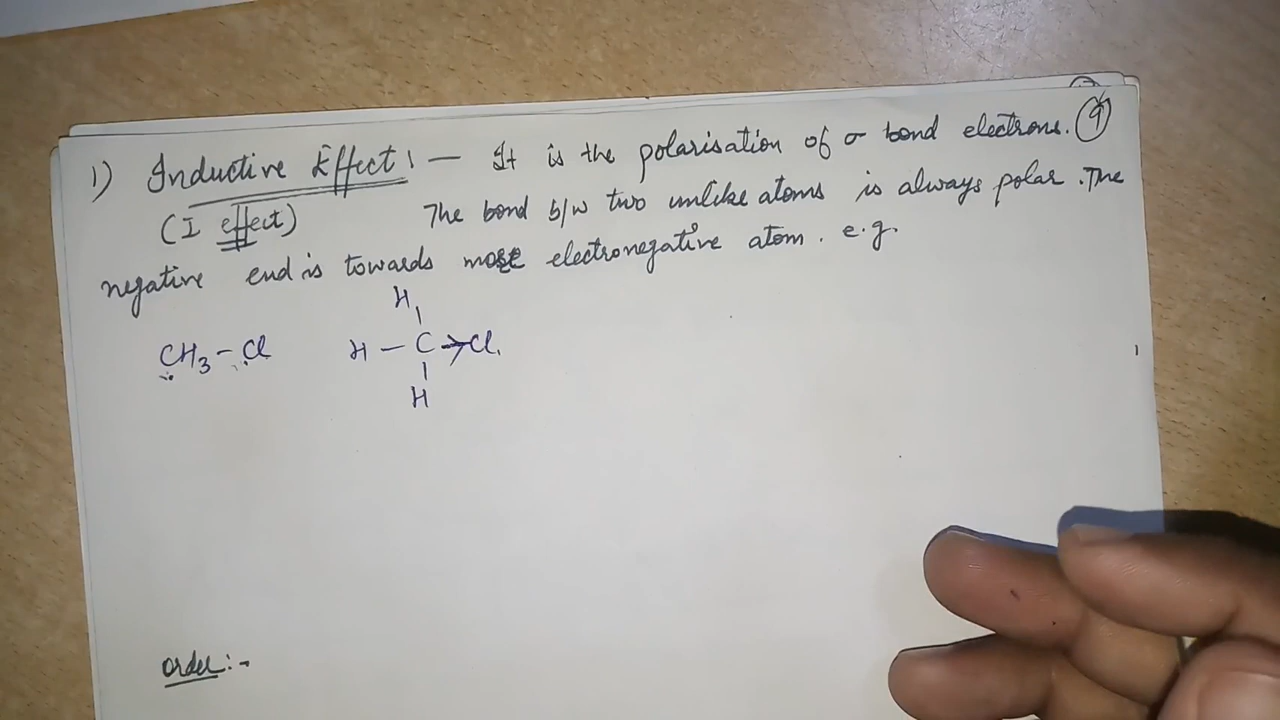 1) Inductive Effect :— It is the polarisation of σ bond electrons. (9)
(I effect) The bond b/w two unlike atoms is always polar. The
negative end is towards more electronegative atom. e.g.
H
CH3–Cl H – C → Cl.
H
Order :-